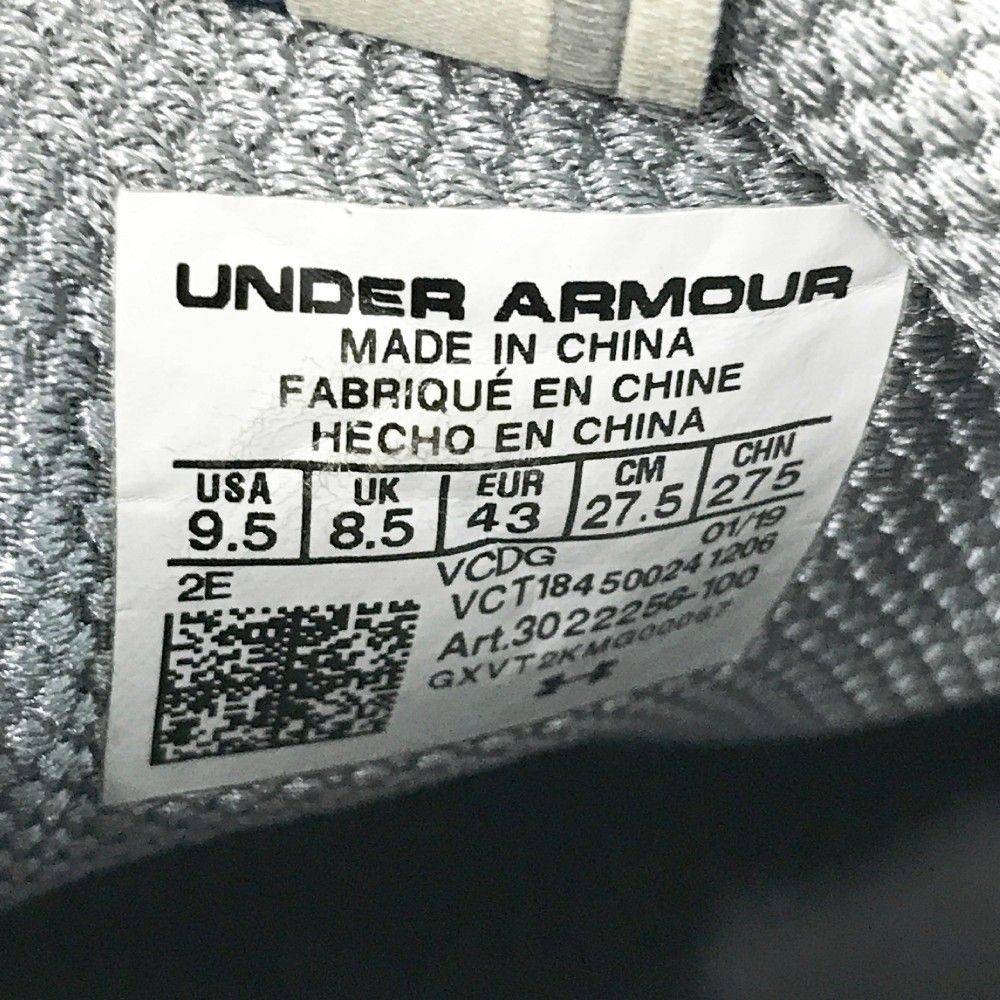 UNDER ARMOUR
MADE IN CHINA
FABRIQUÉ EN CHINE
HECHO EN CHINA
USA UK EUR CM CHN
9.5 8.5 43 27.5 275
2E VCDG 01/19
VCT184500241206
Art.3022256-100